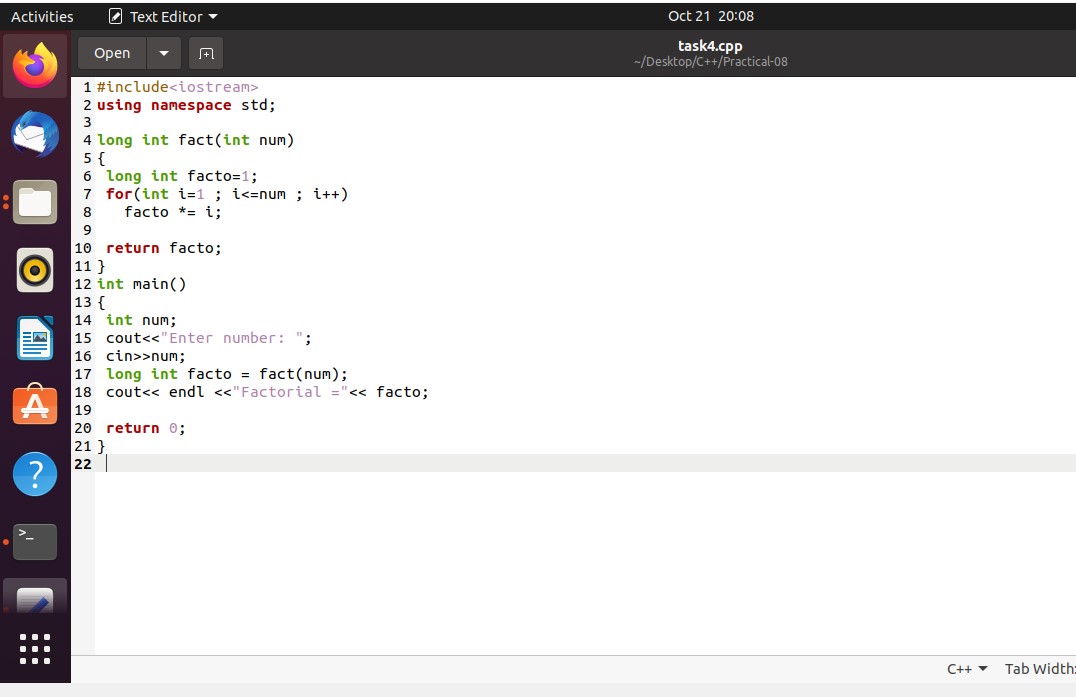 Activities Text Editor Oct 21 20:08
Open task4.cpp
~/Desktop/C++/Practical-08
1 #include<iostream>
2 using namespace std;
3
4 long int fact(int num)
5 {
6  long int facto=1;
7  for(int i=1 ; i<=num ; i++)
8    facto *= i;
9
10  return facto;
11 }
12 int main()
13 {
14  int num;
15  cout<<"Enter number: ";
16  cin>>num;
17  long int facto = fact(num);
18  cout<< endl <<"Factorial ="<< facto;
19
20  return 0;
21 }
22
C++ Tab Width: